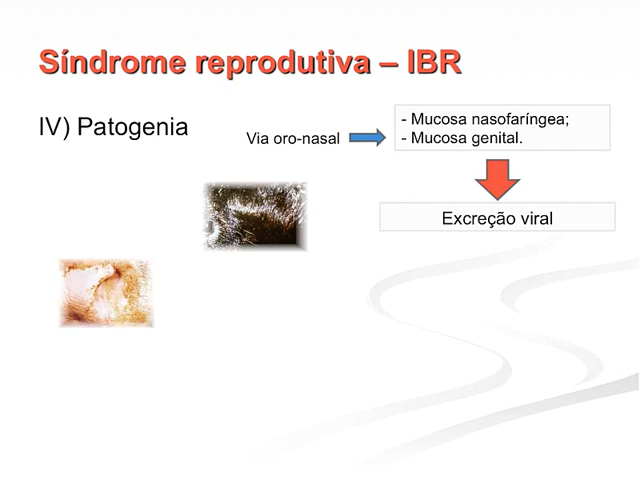 Síndrome reprodutiva – IBR
IV) Patogenia
Via oro-nasal
- Mucosa nasofaríngea;
- Mucosa genital.
Excreção viral